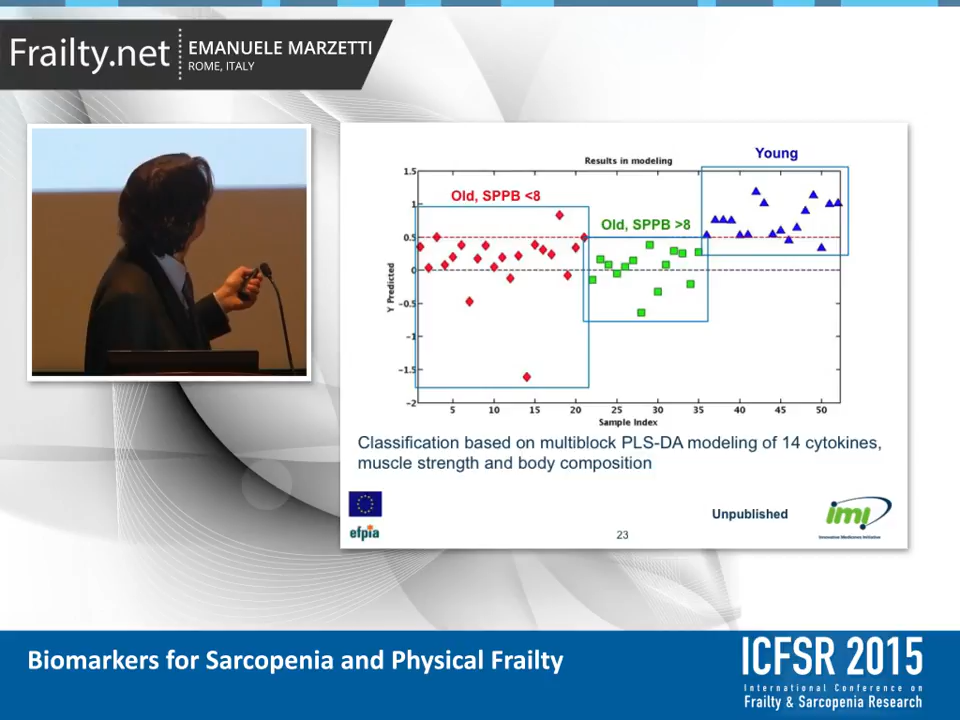 Frailty.net
EMANUELE MARZETTI
ROME, ITALY
Results in modeling
Young
Old, SPPB <8
Old, SPPB >8
Y Predicted
1.5
1
0.5
0
−0.5
−1
−1.5
−2
5
10
15
20
25
30
35
40
45
50
Sample Index
Classification based on multiblock PLS-DA modeling of 14 cytokines,
muscle strength and body composition
efpia
23
Unpublished
imi
Innovative Medicines Initiative
Biomarkers for Sarcopenia and Physical Frailty
ICFSR 2015
International Conference on
Frailty & Sarcopenia Research